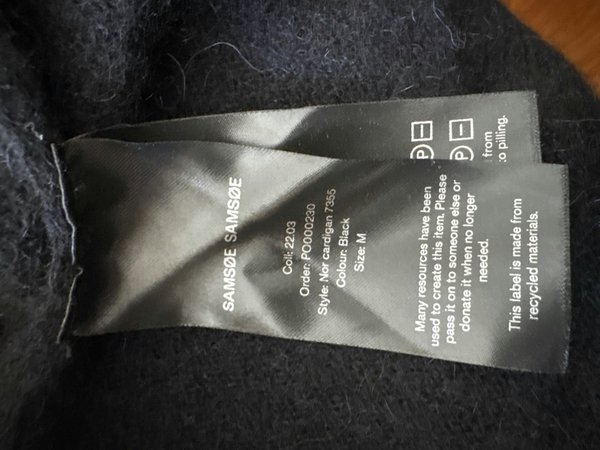 SAMSØE SAMSØE
Coll: 22.03
Order: PO000230
Style: Nor cardigan 7355
Colour: Black
Size: M
Many resources have been
used to create this item. Please
pass it on to someone else or
donate it when no longer
needed.
This label is made from
recycled materials.
P
P
from
to pilling.